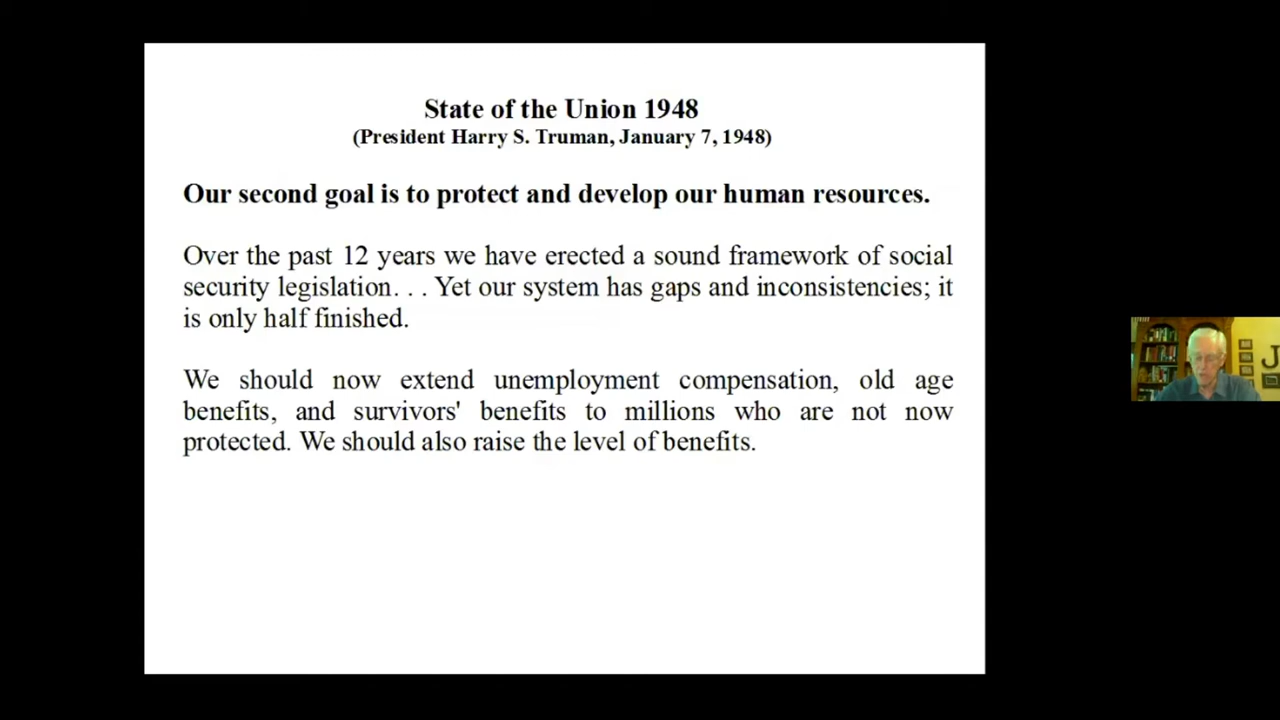 State of the Union 1948
(President Harry S. Truman, January 7, 1948)
Our second goal is to protect and develop our human resources.
Over the past 12 years we have erected a sound framework of social
security legislation. . . Yet our system has gaps and inconsistencies; it
is only half finished.
We should now extend unemployment compensation, old age
benefits, and survivors' benefits to millions who are not now
protected. We should also raise the level of benefits.
J